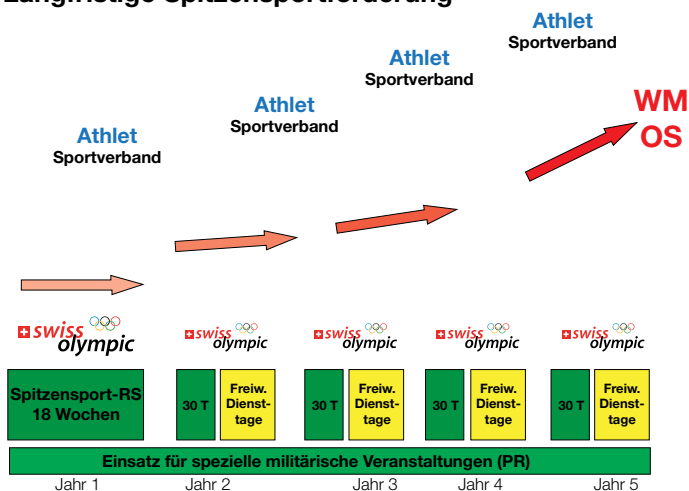 Langfristige Spitzensportförderung
Athlet
Sportverband
Athlet
Sportverband
Athlet
Sportverband
Athlet
Sportverband
WM
OS
swiss
olympic
swiss
olympic
swiss
olympic
swiss
olympic
swiss
olympic
Spitzensport-RS
18 Wochen
30 T
Freiw.
Dienst-
tage
30 T
Freiw.
Dienst-
tage
30 T
Freiw.
Dienst-
tage
30 T
Freiw.
Dienst-
tage
Einsatz für spezielle militärische Veranstaltungen (PR)
Jahr 1
Jahr 2
Jahr 3
Jahr 4
Jahr 5